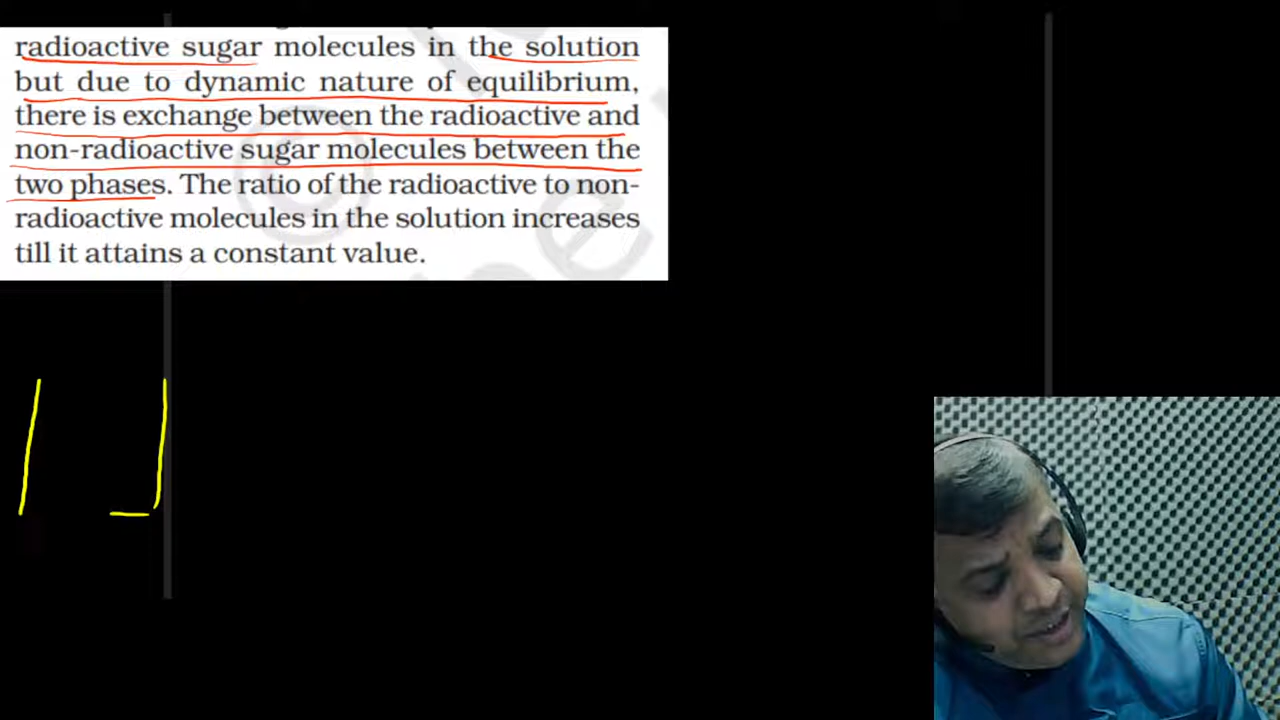 radioactive sugar molecules in the solution
but due to dynamic nature of equilibrium,
there is exchange between the radioactive and
non-radioactive sugar molecules between the
two phases. The ratio of the radioactive to non-
radioactive molecules in the solution increases
till it attains a constant value.